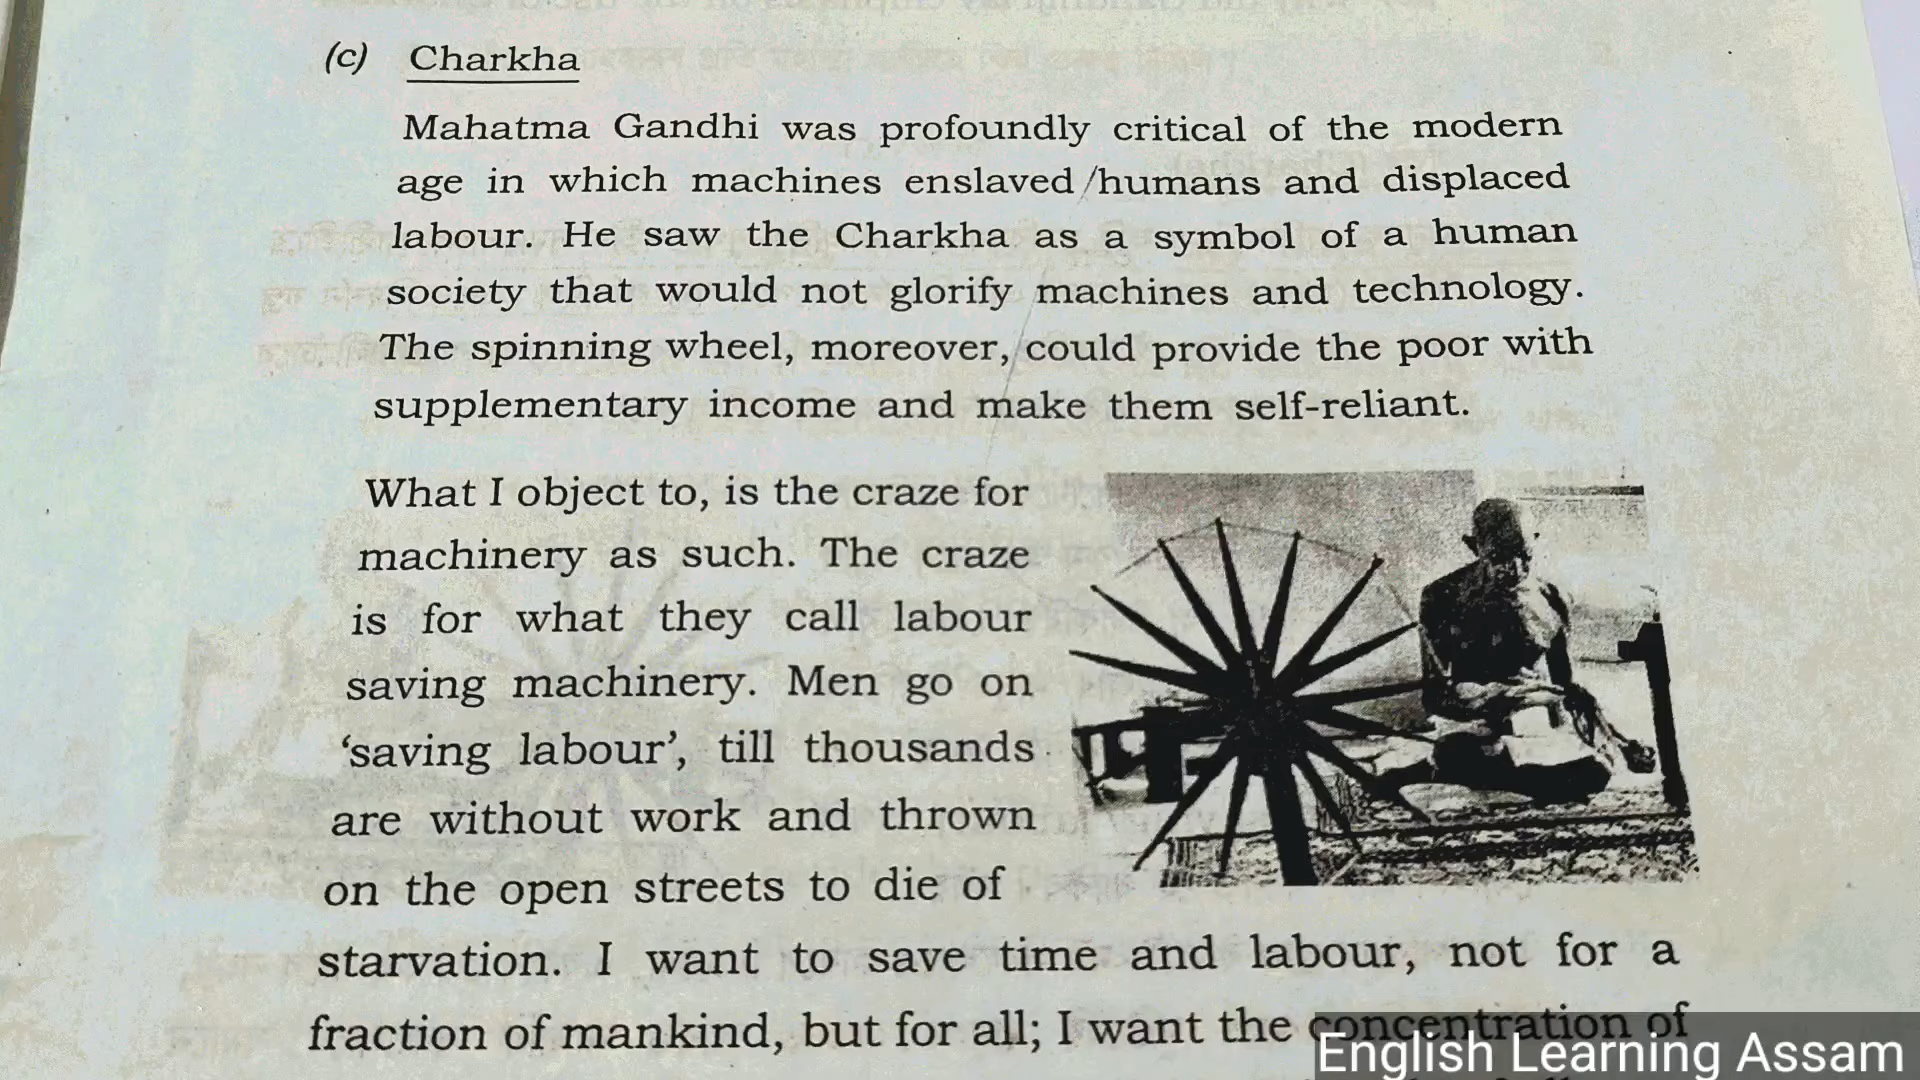 (c) Charkha
Mahatma Gandhi was profoundly critical of the modern
age in which machines enslaved humans and displaced
labour. He saw the Charkha as a symbol of a human
society that would not glorify machines and technology.
The spinning wheel, moreover, could provide the poor with
supplementary income and make them self-reliant.
What I object to, is the craze for
machinery as such. The craze
is for what they call labour
saving machinery. Men go on
‘saving labour’, till thousands
are without work and thrown
on the open streets to die of
starvation. I want to save time and labour, not for a
fraction of mankind, but for all; I want the concentration of
English Learning Assam